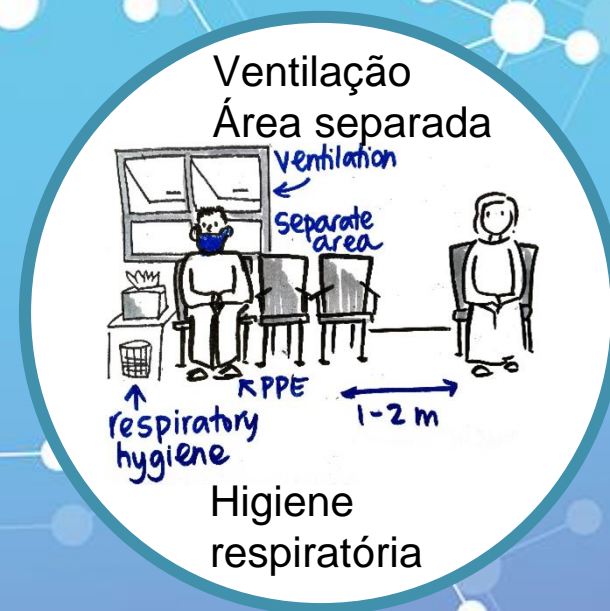 Ventilação
Área separada
ventilation
separate
area
PPE
1-2 m
respiratory
hygiene
Higiene
respiratória